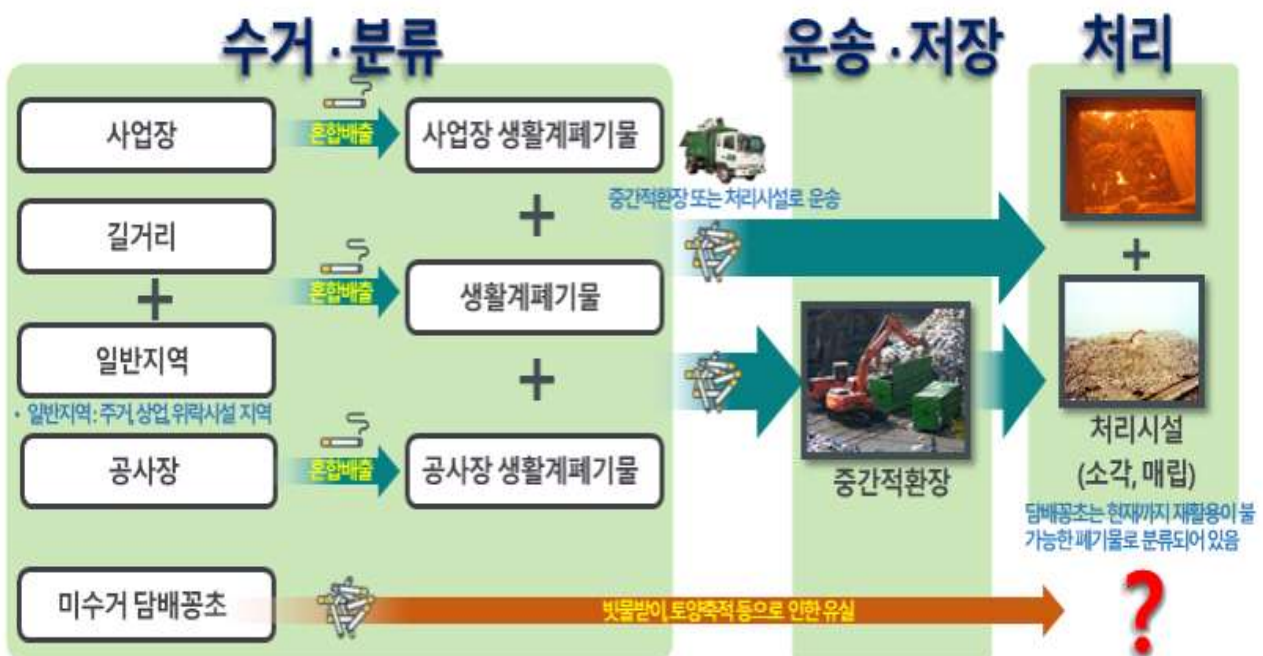 수거 · 분류
운송 · 저장
처리
사업장
혼합배출
사업장 생활계폐기물
중간적환장 또는 처리시설로 운송
+
길거리
+
혼합배출
생활계폐기물
+
일반지역
• 일반지역 : 주거, 상업, 위락시설 지역
+
공사장
혼합배출
공사장 생활계폐기물
중간적환장
처리시설
(소각, 매립)
담배꽁초는 현재까지 재활용이 불
가능한 폐기물로 분류되어 있음
미수거 담배꽁초
빗물받이, 토양축적 등으로 인한 유실
?